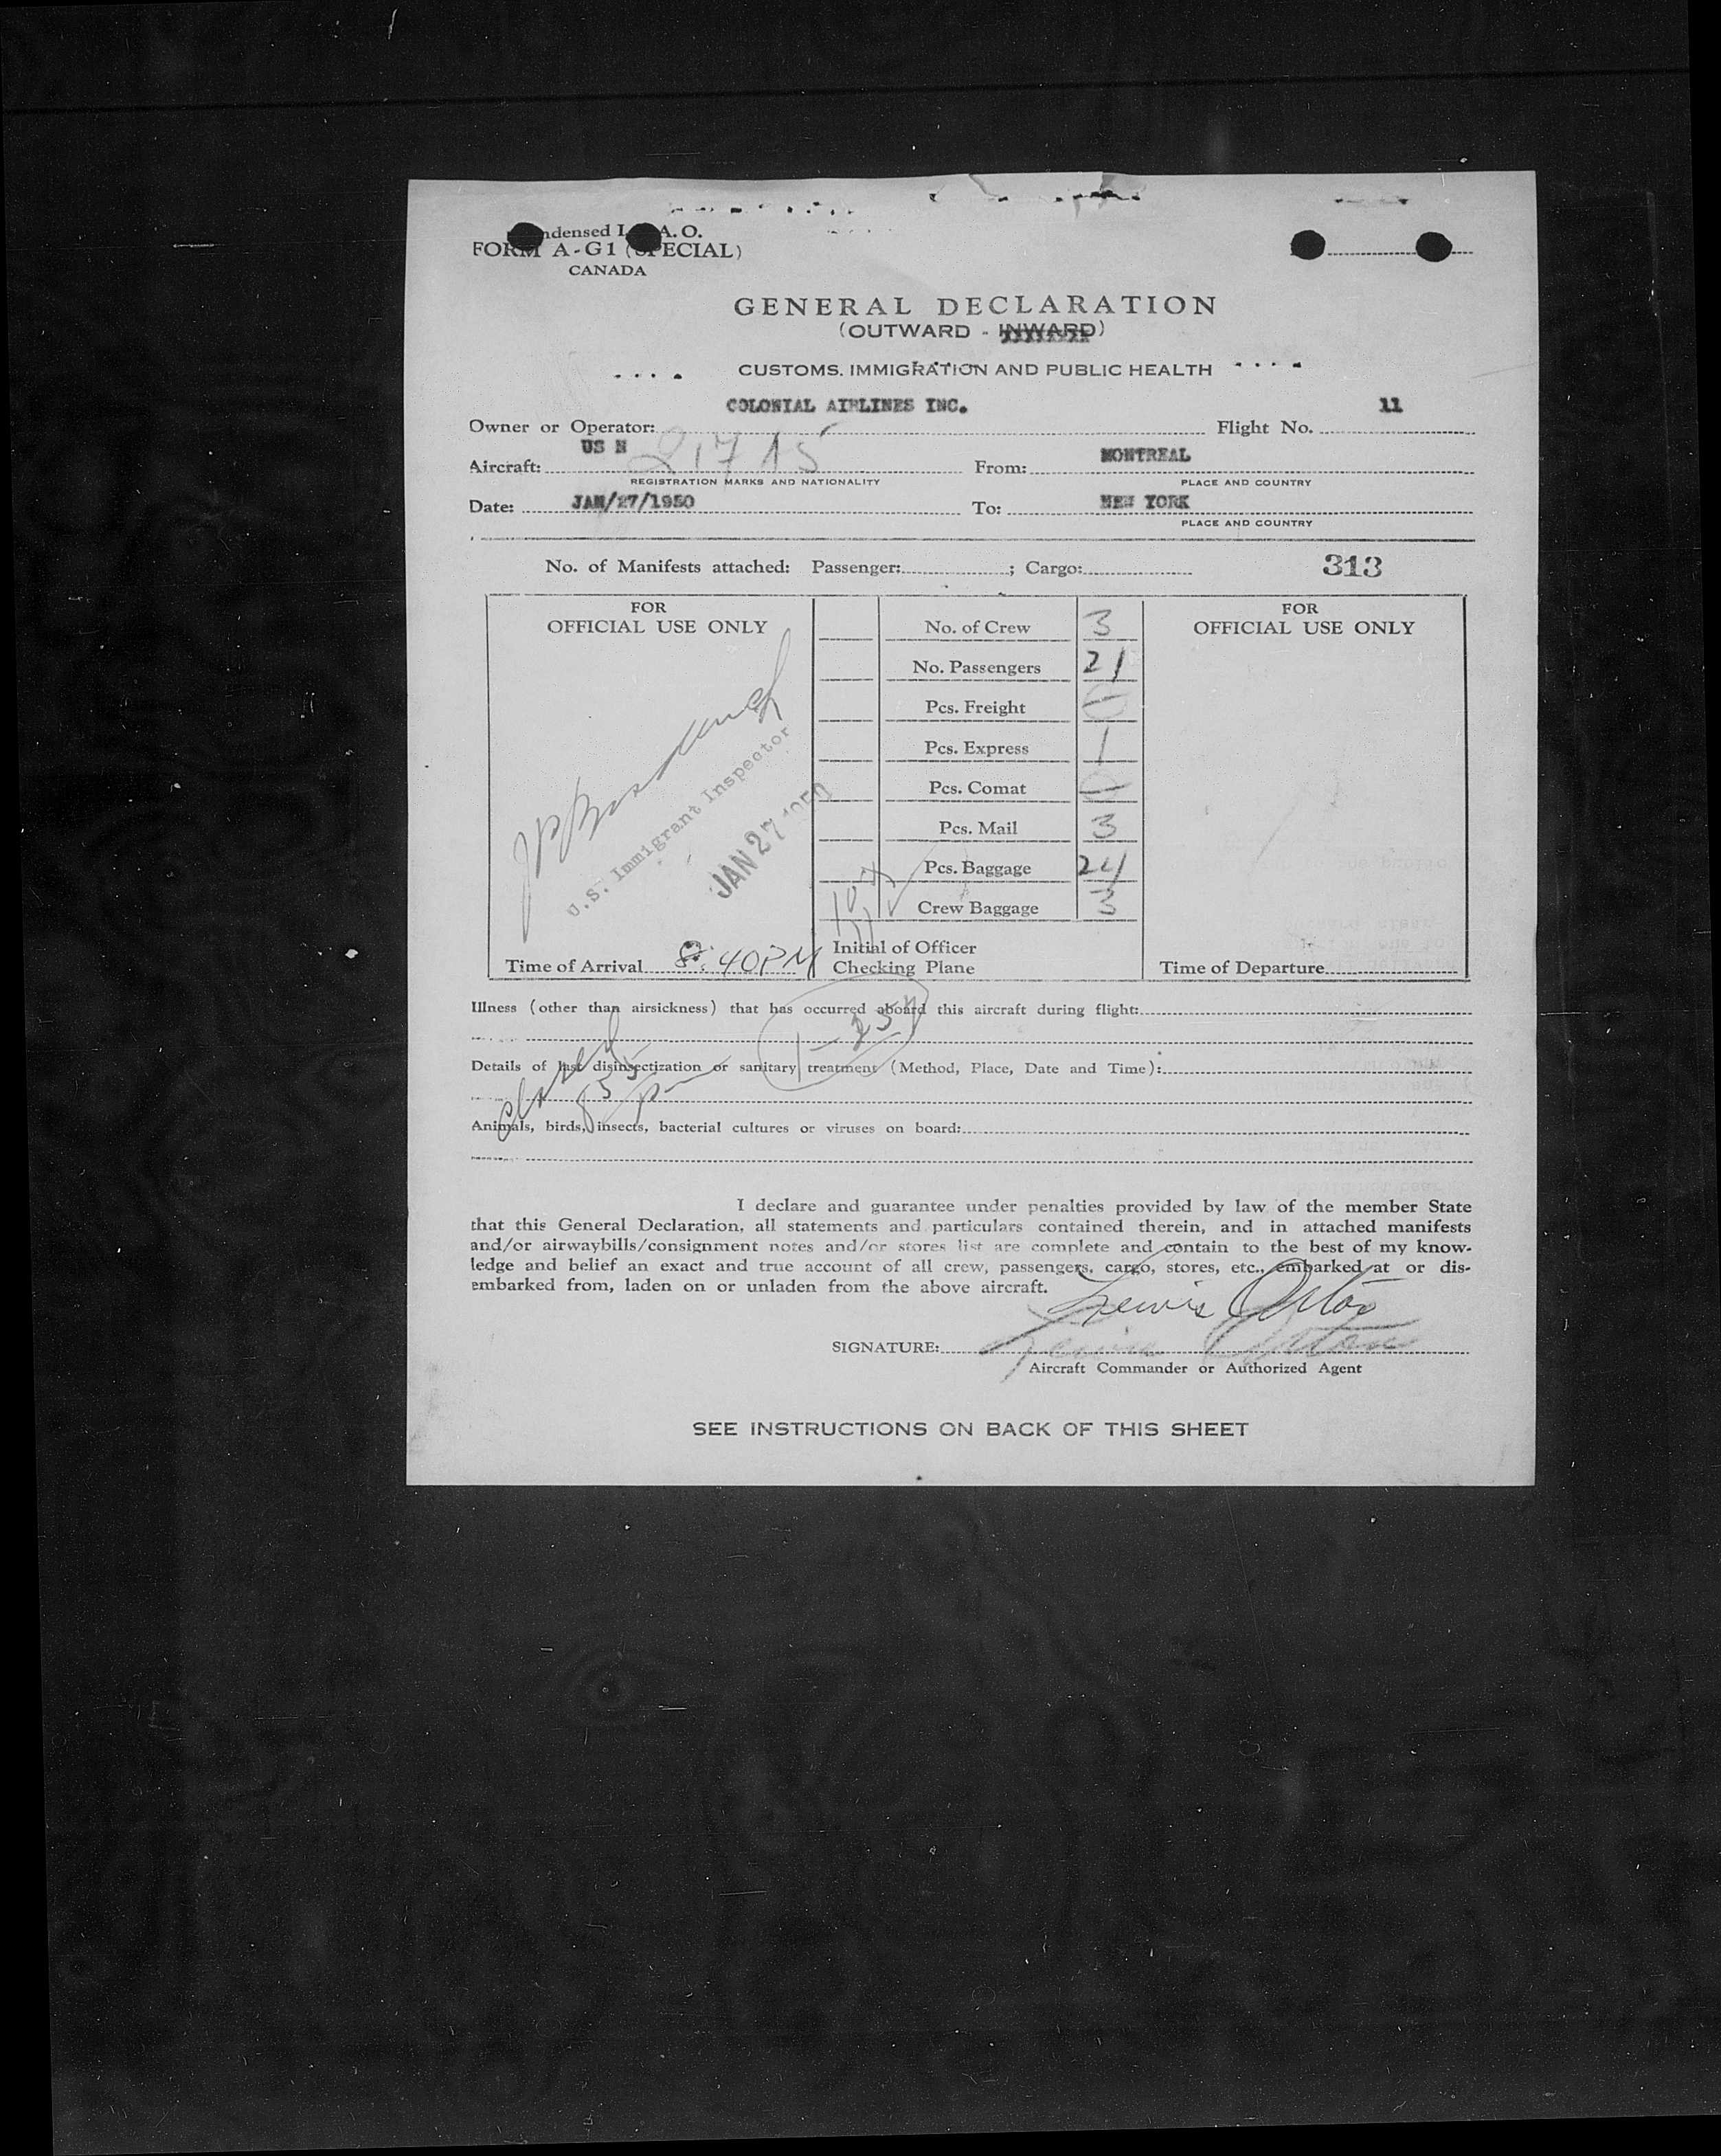 ndensed I. A. O.
FORM A-G1 (SPECIAL)
CANADA
GENERAL DECLARATION
(OUTWARD - INWARD)
CUSTOMS, IMMIGRATION AND PUBLIC HEALTH
COLONIAL AIRLINES INC.
11
Owner or Operator: Flight No.
US N 21715
MONTREAL
Aircraft: From:
REGISTRATION MARKS AND NATIONALITY PLACE AND COUNTRY
JAN/27/1950
NEW YORK
Date: To:
PLACE AND COUNTRY
No. of Manifests attached: Passenger: ; Cargo: 313
FOR
OFFICIAL USE ONLY
No. of Crew 3
No. Passengers 21
Pcs. Freight
Pcs. Express 1
Pcs. Comat
Pcs. Mail 3
Pcs. Baggage 24
Crew Baggage 3
FOR
OFFICIAL USE ONLY
U.S. Immigrant Inspector
JAN 27 1950
Time of Arrival 8:40 PM
Initial of Officer
Checking Plane
Time of Departure
Illness (other than airsickness) that has occurred aboard this aircraft during flight:
Details of last disinsectization or sanitary treatment (Method, Place, Date and Time):
855
Animals, birds, insects, bacterial cultures or viruses on board:
I declare and guarantee under penalties provided by law of the member State
that this General Declaration, all statements and particulars contained therein, and in attached manifests
and/or airwaybills/consignment notes and/or stores list are complete and contain to the best of my know-
ledge and belief an exact and true account of all crew, passengers, cargo, stores, etc., embarked at or dis-
embarked from, laden on or unladen from the above aircraft.
SIGNATURE:
Aircraft Commander or Authorized Agent
SEE INSTRUCTIONS ON BACK OF THIS SHEET